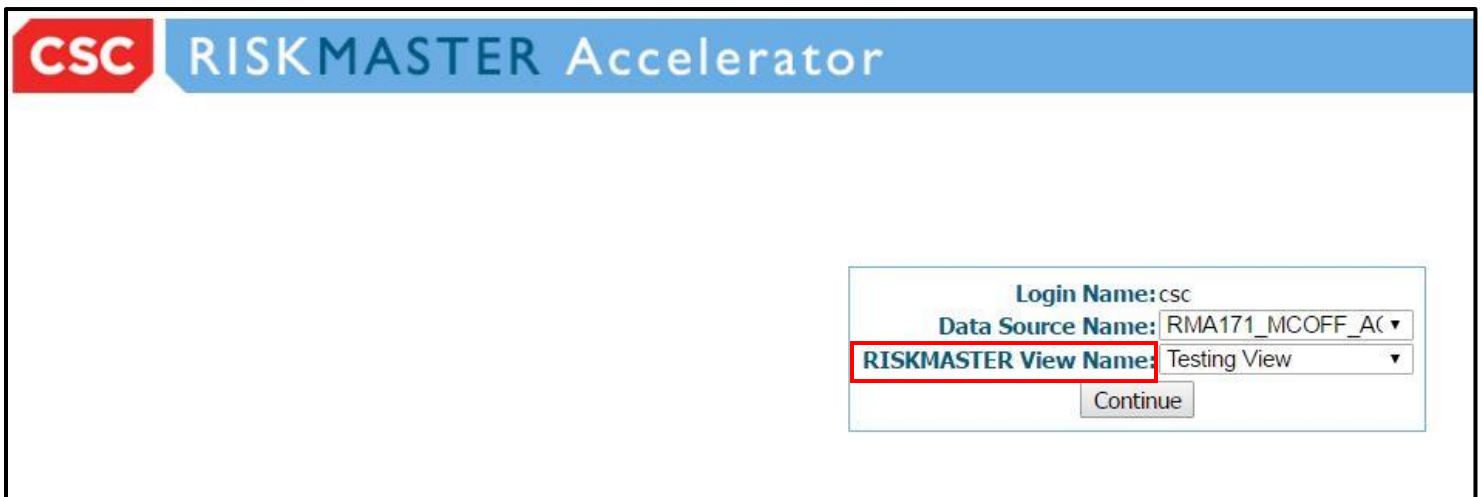 CSC RISKMASTER Accelerator
Login Name: csc
Data Source Name: RMA171_MCOFF_A(
RISKMASTER View Name: Testing View
Continue